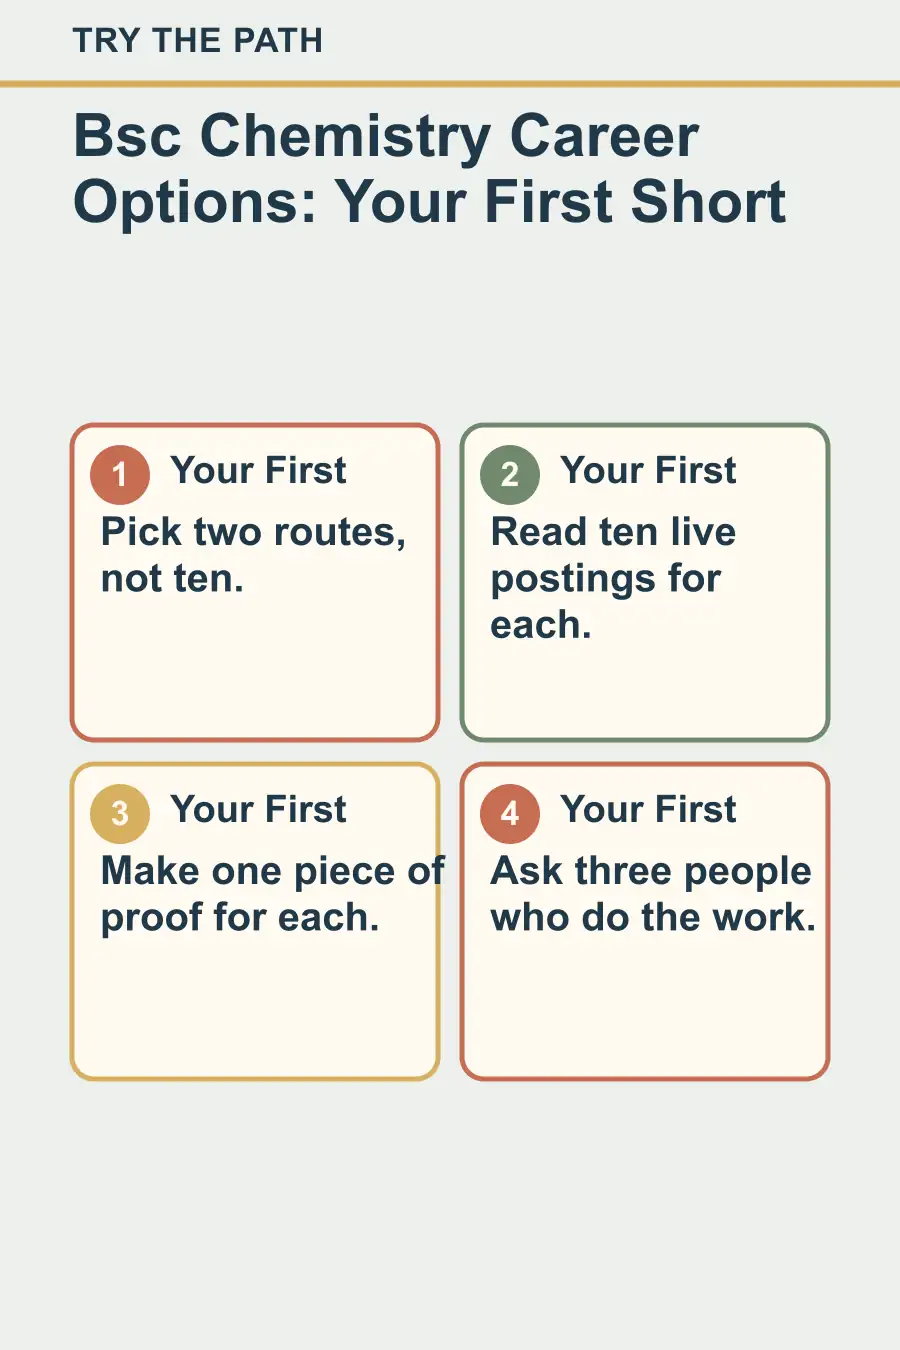 TRY THE PATH
Bsc Chemistry Career
Options: Your First Short
1 Your First
Pick two routes,
not ten.
2 Your First
Read ten live
postings for
each.
3 Your First
Make one piece of
proof for each.
4 Your First
Ask three people
who do the work.